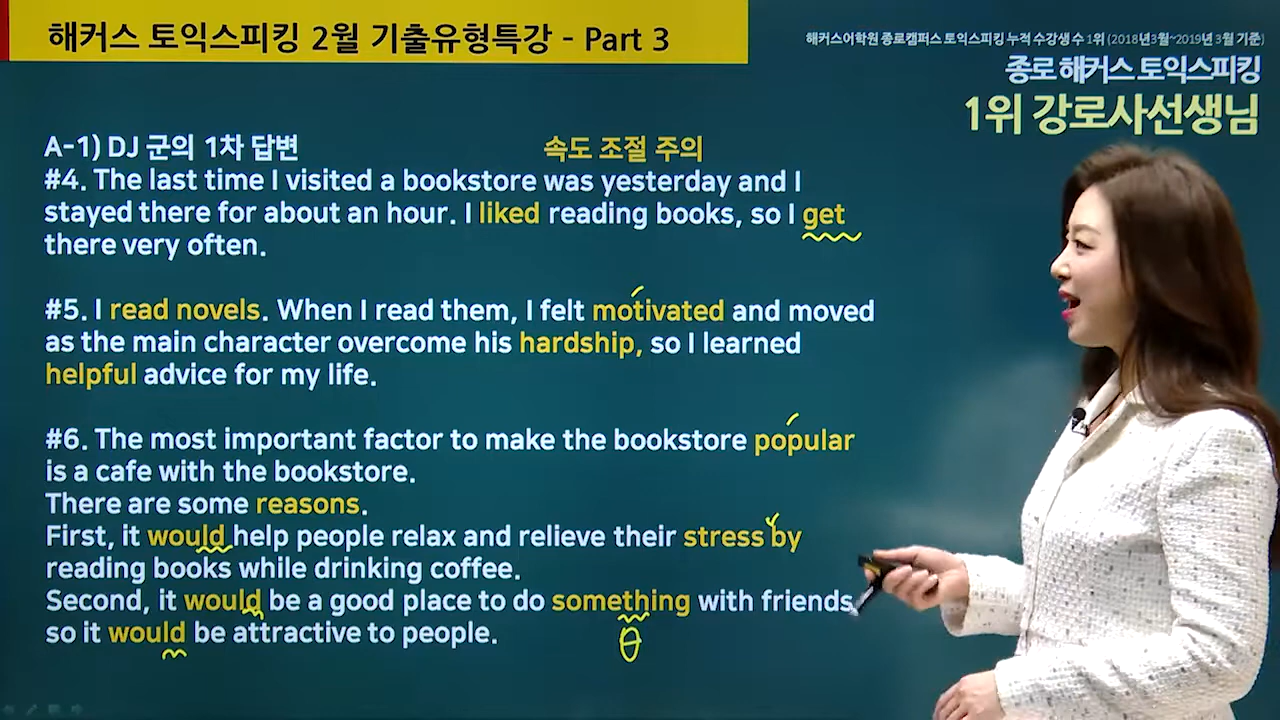 해커스 토익스피킹 2월 기출유형특강 - Part 3
해커스어학원 종로캠퍼스 토익스피킹 누적 수강생 수 1위 (2018년3월~2019년 3월 기준)
종로 해커스 토익스피킹
1위 강로사선생님
A-1) DJ 군의 1차 답변
속도 조절 주의
#4. The last time I visited a bookstore was yesterday and I
stayed there for about an hour. I liked reading books, so I get
there very often.
#5. I read novels. When I read them, I felt motivated and moved
as the main character overcome his hardship, so I learned
helpful advice for my life.
#6. The most important factor to make the bookstore popular
is a cafe with the bookstore.
There are some reasons.
First, it would help people relax and relieve their stress by
reading books while drinking coffee.
Second, it would be a good place to do something with friends,
so it would be attractive to people.
θ